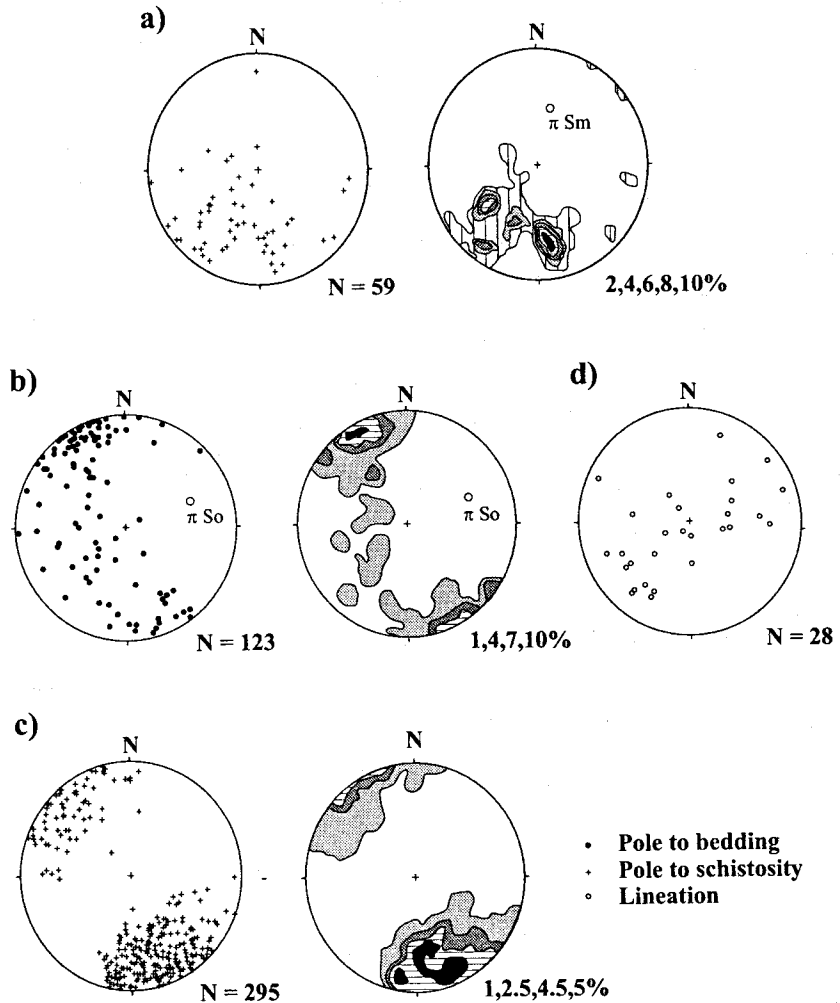 a)
N
N
π Sm
N = 59
2,4,6,8,10%
b)
d)
N
N
N
π So
π So
N = 123
1,4,7,10%
N = 28
c)
N
N
Pole to bedding
Pole to schistosity
Lineation
N = 295
1,2.5,4.5,5%